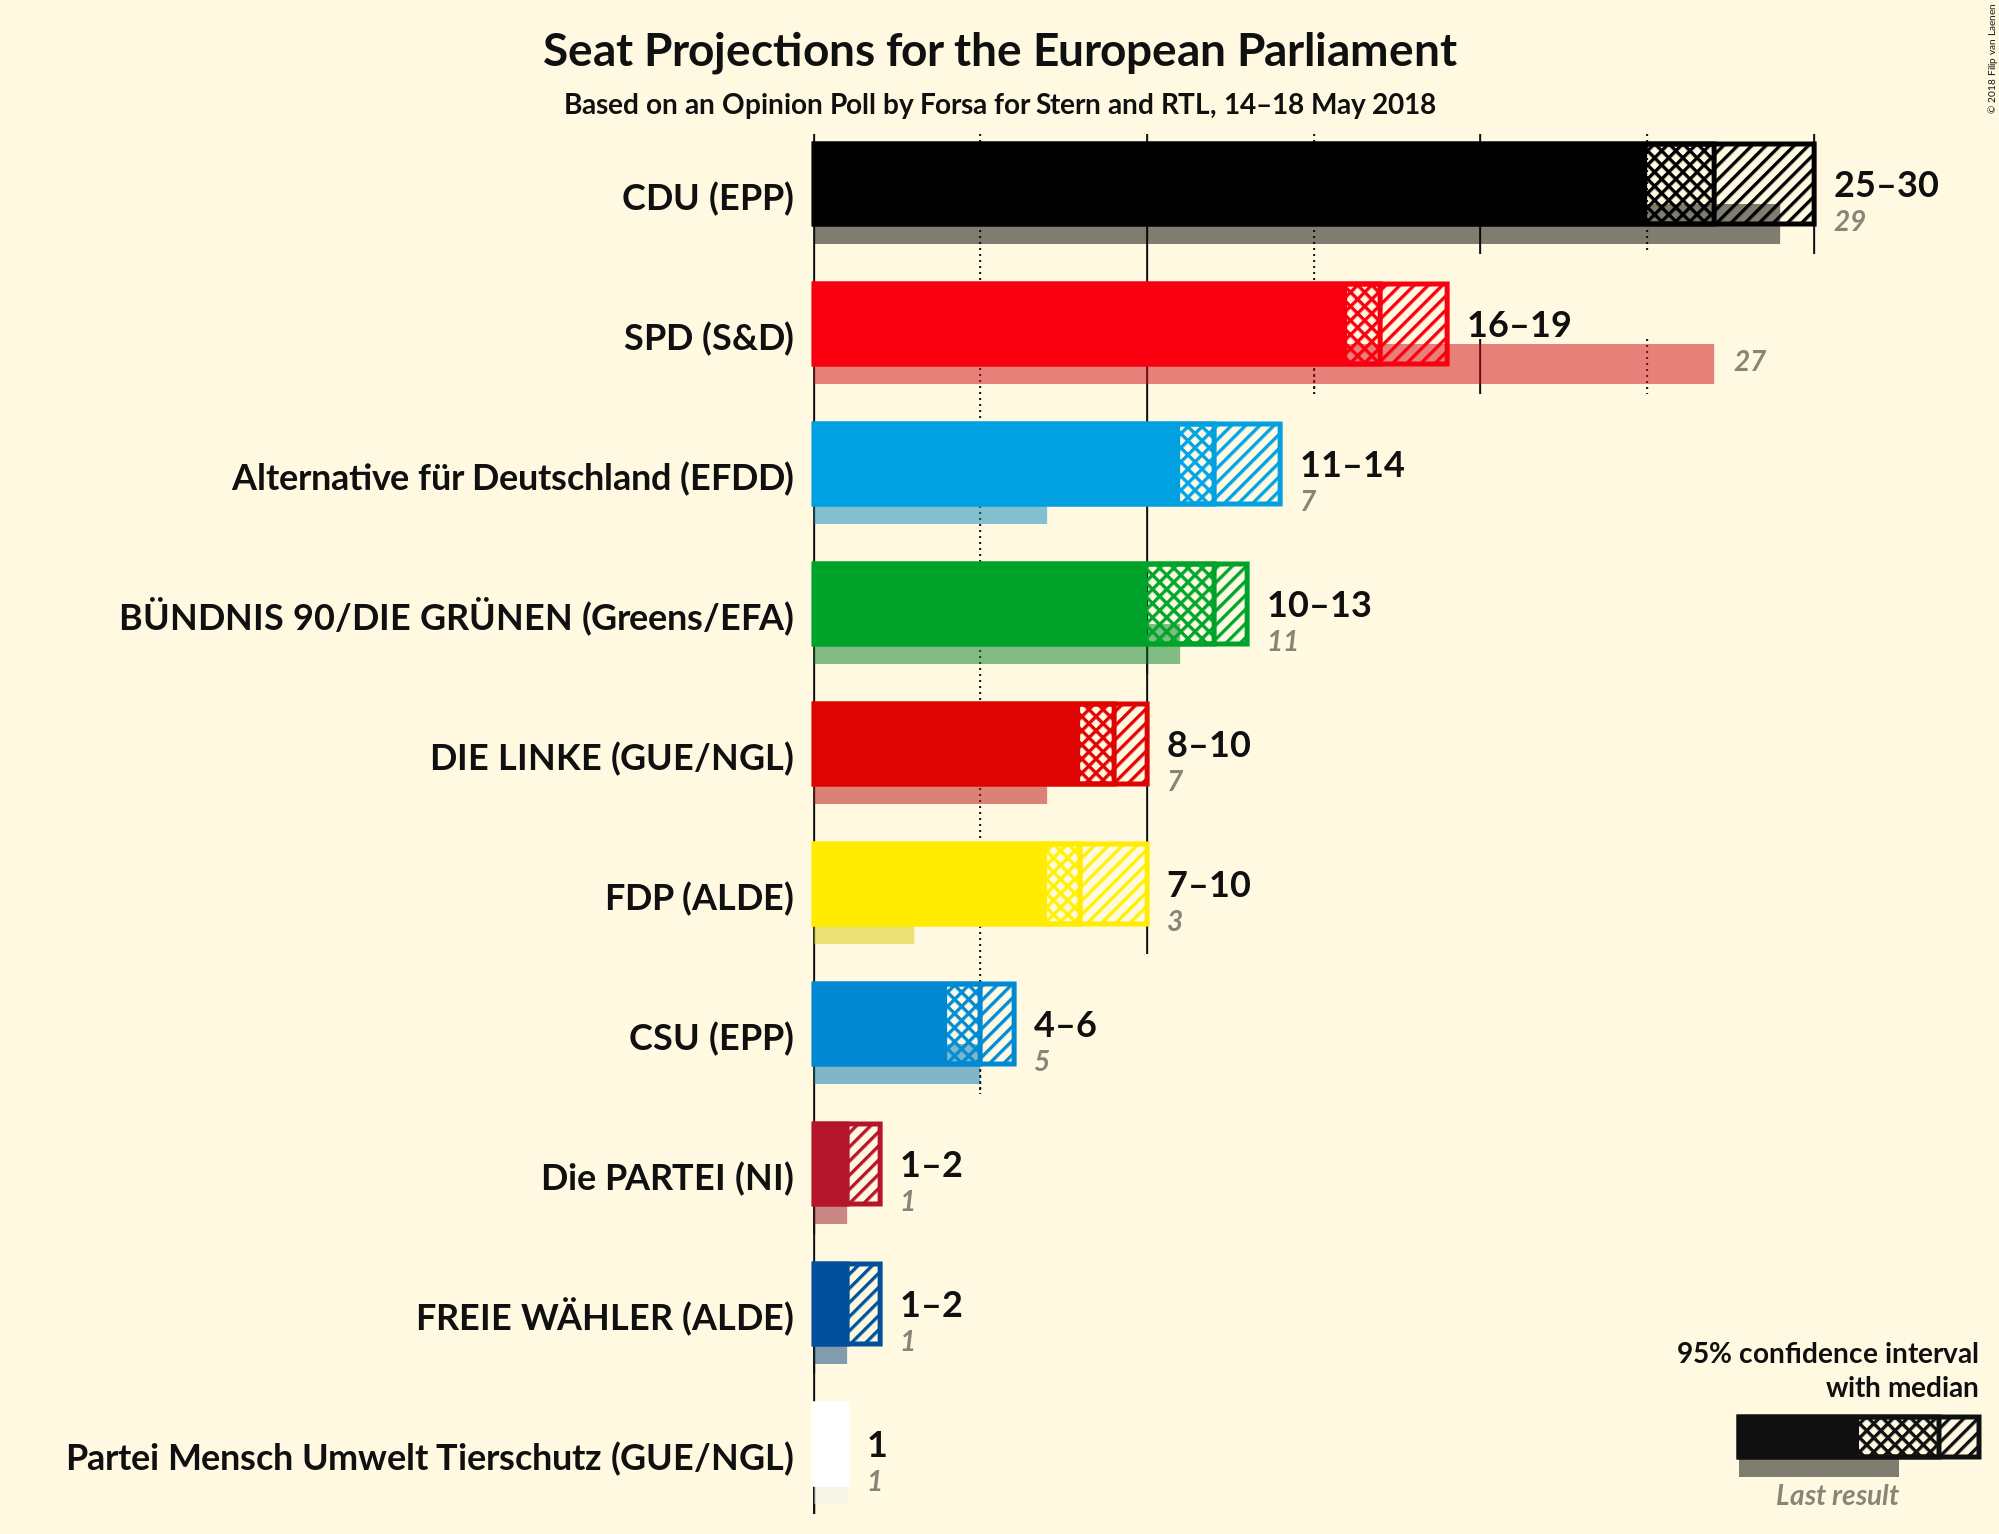 Seat Projections for the European Parliament
Based on an Opinion Poll by Forsa for Stern and RTL, 14–18 May 2018
© 2018 Filip van Laenen
CDU (EPP)
25–30
29
SPD (S&D)
16–19
27
Alternative für Deutschland (EFDD)
11–14
7
BÜNDNIS 90/DIE GRÜNEN (Greens/EFA)
10–13
11
DIE LINKE (GUE/NGL)
8–10
7
FDP (ALDE)
7–10
3
CSU (EPP)
4–6
5
Die PARTEI (NI)
1–2
1
FREIE WÄHLER (ALDE)
1–2
1
Partei Mensch Umwelt Tierschutz (GUE/NGL)
1
1
95% confidence interval
with median
Last result